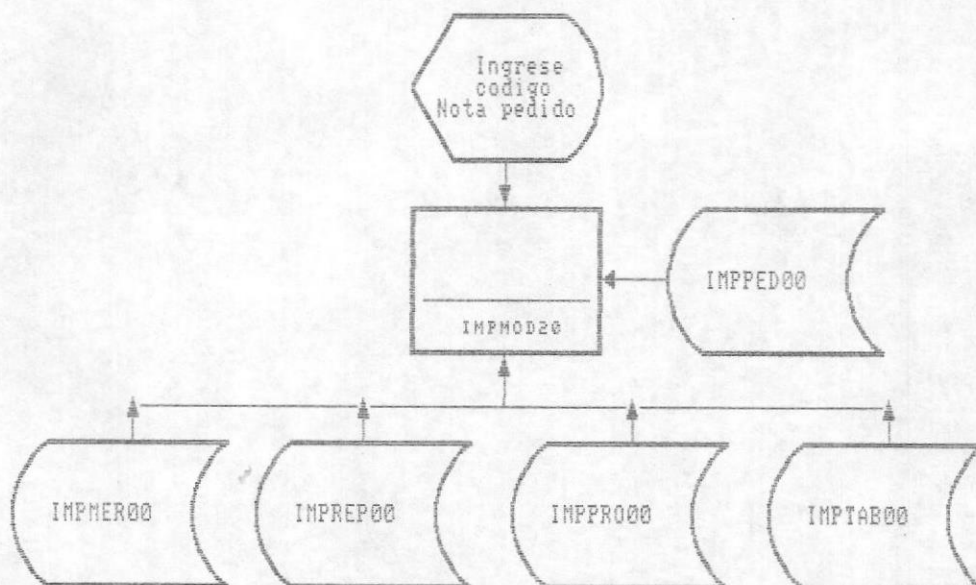 Ingrese
codigo
Nota pedido
IMPPED00
IMPMOD20
IMPMER00
IMPREP00
IMPPRO00
IMPTAB00